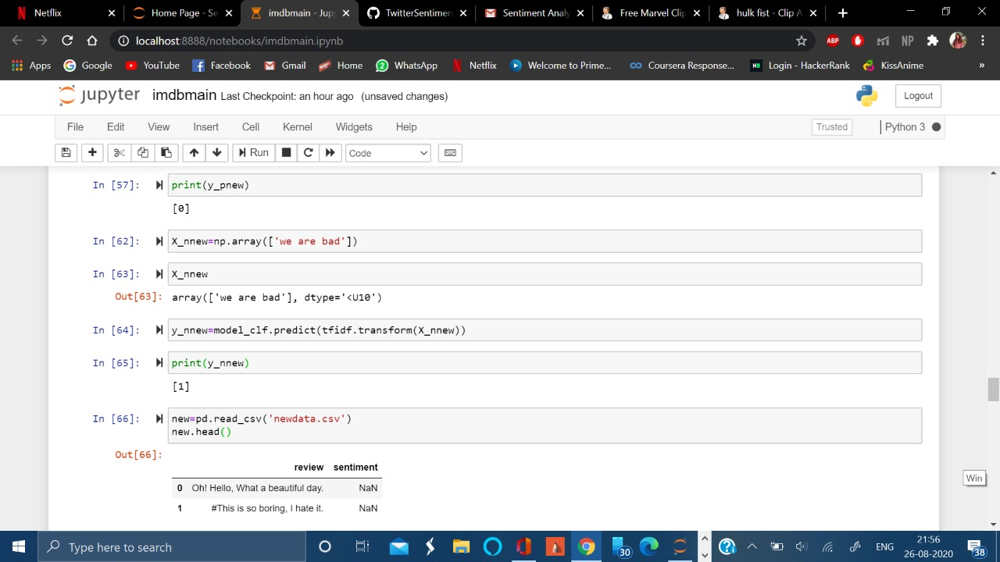 Netflix Home Page - Se imdbmain - Jup TwitterSentimen Sentiment Analy Free Marvel Clip hulk fist - Clip A
localhost:8888/notebooks/imdbmain.ipynb ABP NP
Apps Google YouTube Facebook Gmail Home WhatsApp Netflix Welcome to Prime... Coursera Response... Login - HackerRank KissAnime »
jupyter imdbmain Last Checkpoint: an hour ago (unsaved changes) Logout
File Edit View Insert Cell Kernel Widgets Help Trusted Python 3
Run Code
In [57]: print(y_pnew)
[0]
In [62]: X_nnew=np.array(['we are bad'])
In [63]: X_nnew
Out[63]: array(['we are bad'], dtype='<U10')
In [64]: y_nnew=model_clf.predict(tfidf.transform(X_nnew))
In [65]: print(y_nnew)
[1]
In [66]: new=pd.read_csv('newdata.csv')
new.head()
Out[66]:
review sentiment
0 Oh! Hello, What a beautiful day. NaN
Win
1 #This is so boring, I hate it. NaN
Type here to search 30 ENG 21:56
26-08-2020 38